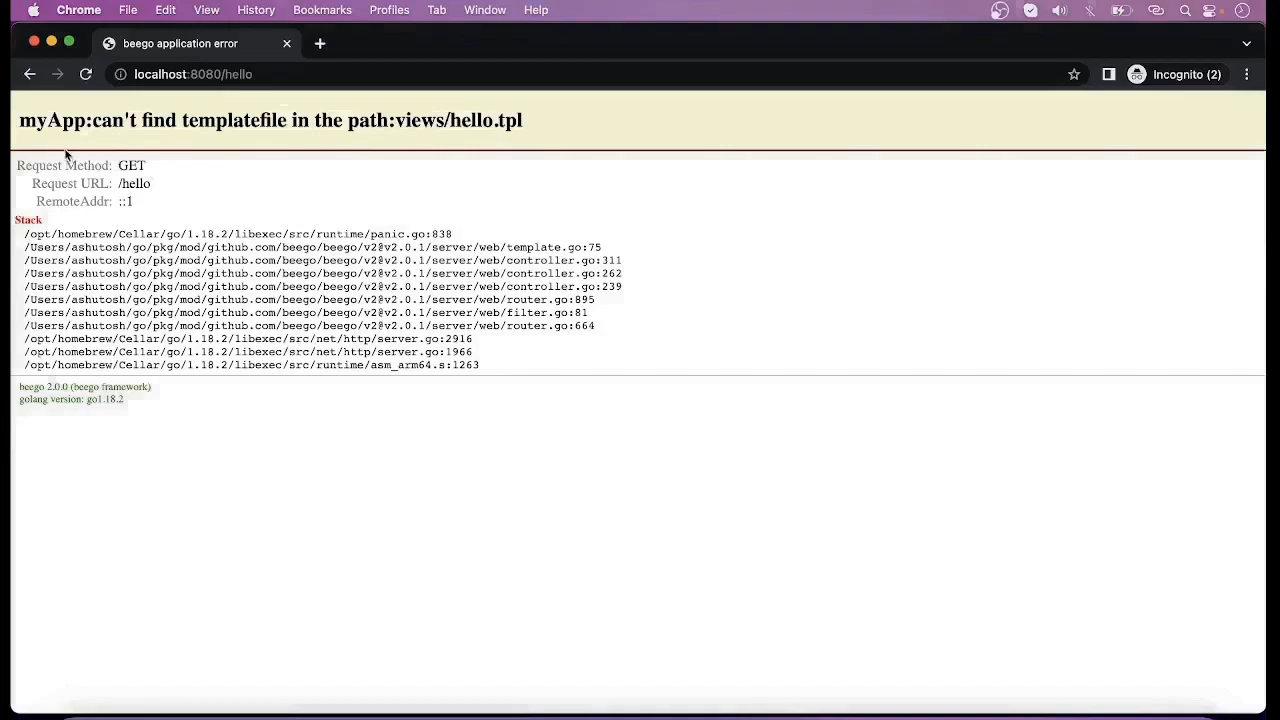 Chrome File Edit View History Bookmarks Profiles Tab Window Help
beego application error
localhost:8080/hello
Incognito (2)
myApp:can't find templatefile in the path:views/hello.tpl
Request Method: GET
Request URL: /hello
RemoteAddr: ::1
Stack
/opt/homebrew/Cellar/go/1.18.2/libexec/src/runtime/panic.go:838
/Users/ashutosh/go/pkg/mod/github.com/beego/beego/v2@v2.0.1/server/web/template.go:75
/Users/ashutosh/go/pkg/mod/github.com/beego/beego/v2@v2.0.1/server/web/controller.go:311
/Users/ashutosh/go/pkg/mod/github.com/beego/beego/v2@v2.0.1/server/web/controller.go:262
/Users/ashutosh/go/pkg/mod/github.com/beego/beego/v2@v2.0.1/server/web/controller.go:239
/Users/ashutosh/go/pkg/mod/github.com/beego/beego/v2@v2.0.1/server/web/router.go:895
/Users/ashutosh/go/pkg/mod/github.com/beego/beego/v2@v2.0.1/server/web/filter.go:81
/Users/ashutosh/go/pkg/mod/github.com/beego/beego/v2@v2.0.1/server/web/router.go:664
/opt/homebrew/Cellar/go/1.18.2/libexec/src/net/http/server.go:2916
/opt/homebrew/Cellar/go/1.18.2/libexec/src/net/http/server.go:1966
/opt/homebrew/Cellar/go/1.18.2/libexec/src/runtime/asm_arm64.s:1263
beego 2.0.0 (beego framework)
golang version: go1.18.2